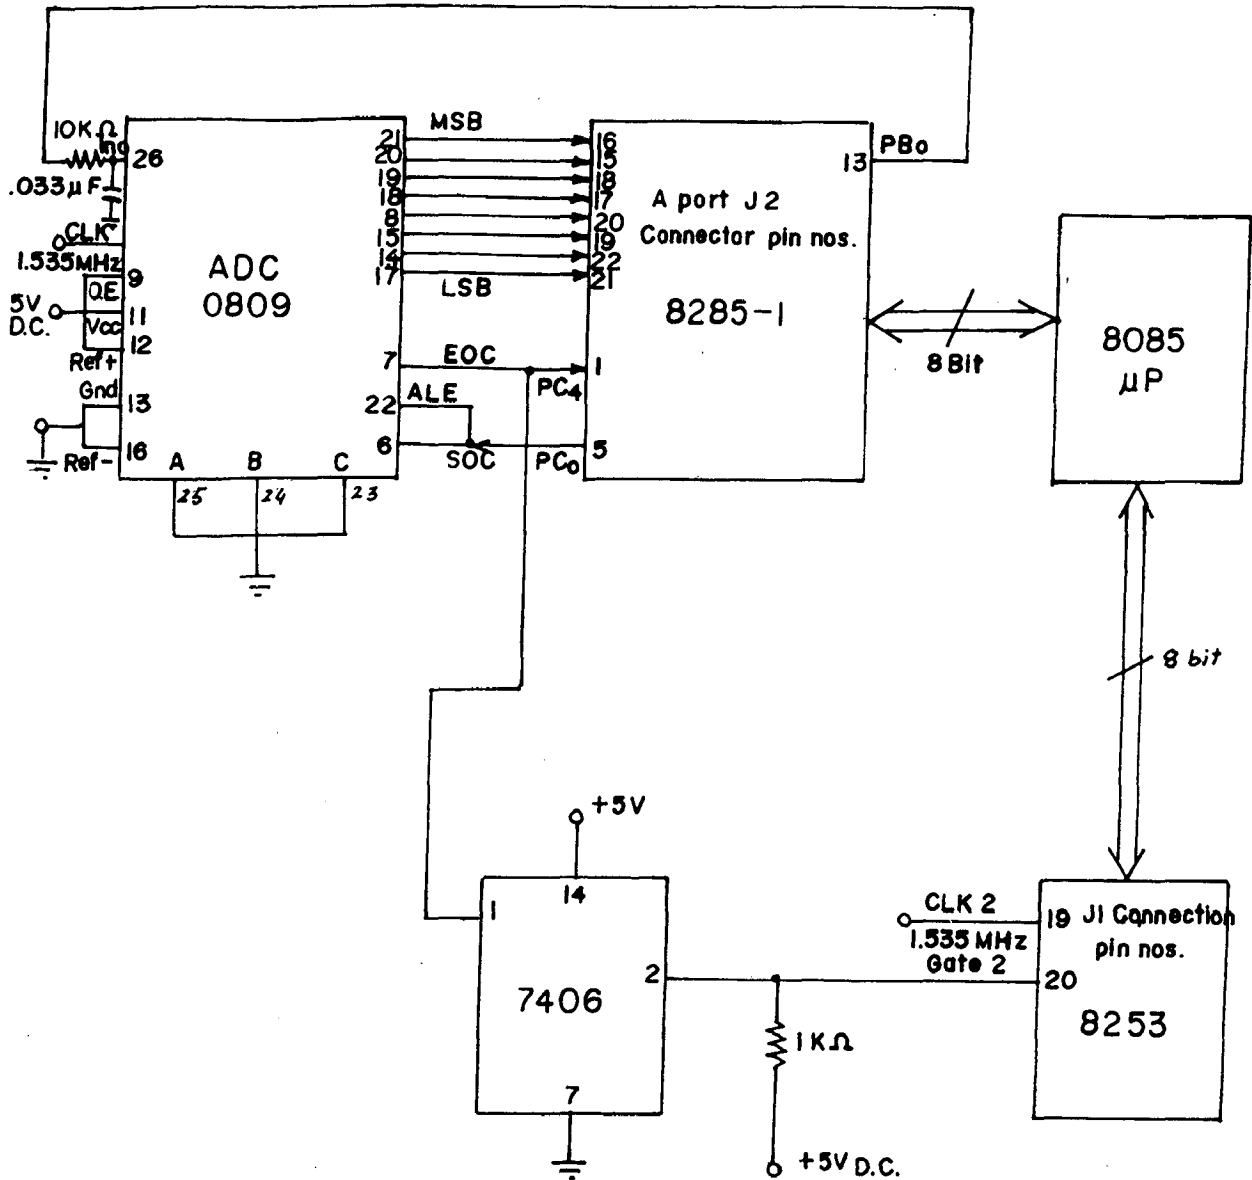 10K Ω
In0
26
.033 μF
CLK
1.535MHz
9
OE
5V
D.C.
11
Vcc
12
Ref+
Gnd
13
16
Ref-
ADC
0809
A
B
C
25
24
23
21
20
19
18
8
15
14
17
MSB
LSB
7
EOC
22
ALE
6
SOC
PC4
PC0
16
15
18
17
20
19
22
21
1
5
A port J2
Connector pin nos.
8285-1
13
PB0
8 Bit
8085
μP
8 bit
+5V
14
1
2
7406
7
1KΩ
+5V D.C.
CLK 2
1.535 MHz
Gate 2
19
20
J1 Connection
pin nos.
8253